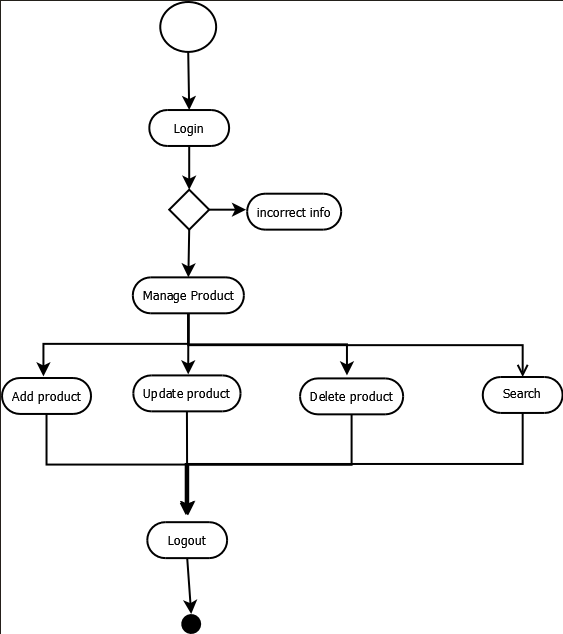 Login
incorrect info
Manage Product
Add product
Update product
Delete product
Search
Logout